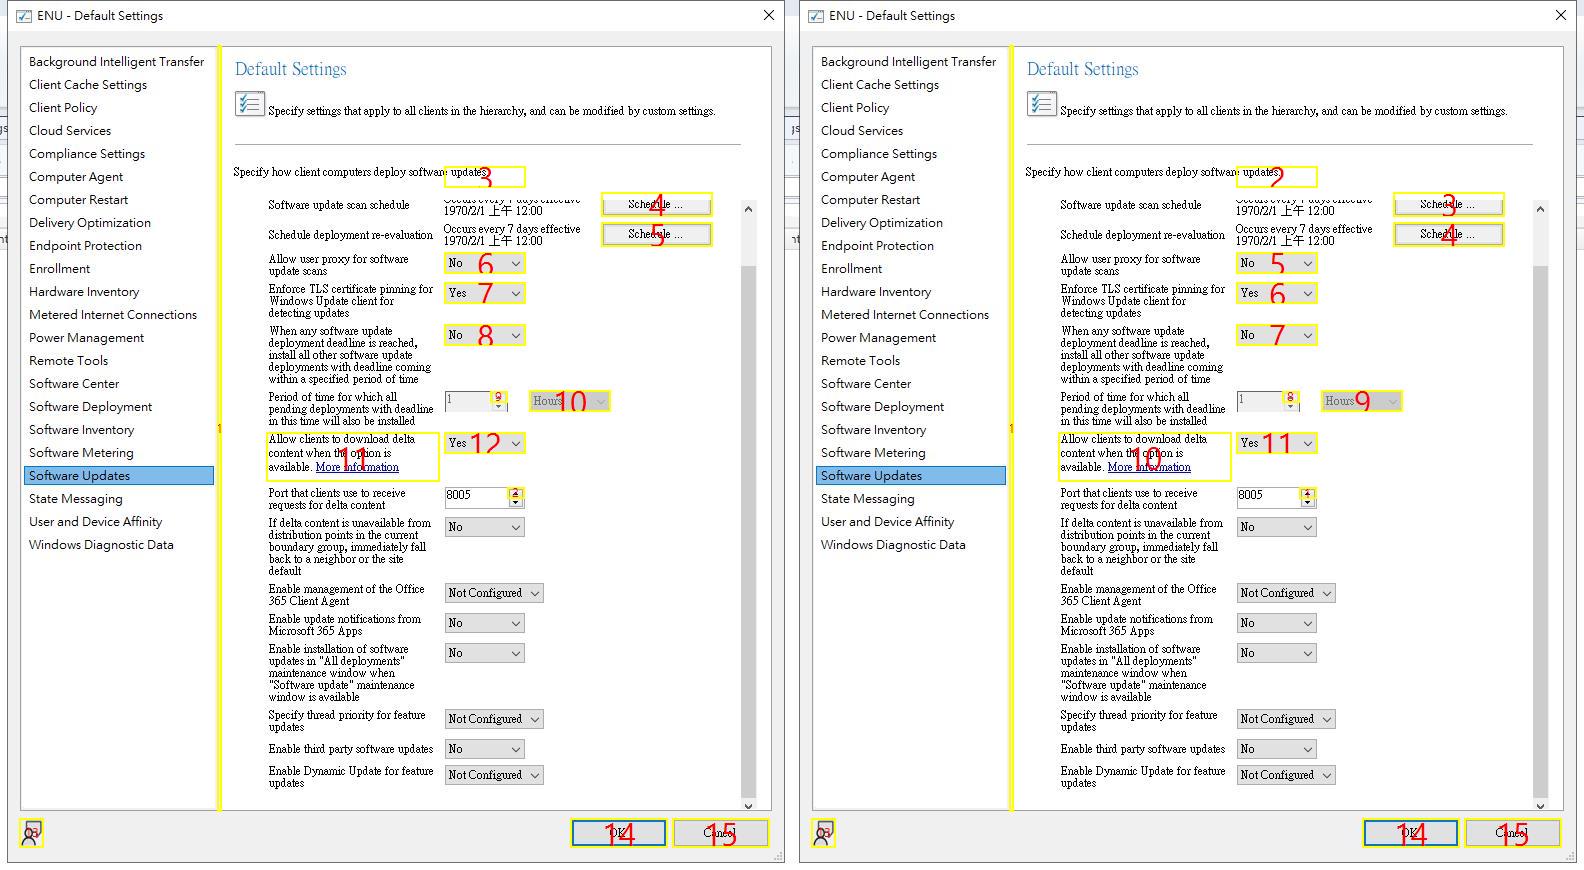 ENU - Default Settings
Background Intelligent Transfer
Client Cache Settings
Client Policy
Cloud Services
Compliance Settings
Computer Agent
Computer Restart
Delivery Optimization
Endpoint Protection
Enrollment
Hardware Inventory
Metered Internet Connections
Power Management
Remote Tools
Software Center
Software Deployment
Software Inventory
Software Metering
Software Updates
State Messaging
User and Device Affinity
Windows Diagnostic Data
1
Default Settings
Specify settings that apply to all clients in the hierarchy, and can be modified by custom settings.
Specify how client computers deploy software updates
3
Software update scan schedule
Occurs every 7 days effective
1970/2/1 上午 12:00
Schedule ...
4
Schedule deployment re-evaluation
Occurs every 7 days effective
1970/2/1 上午 12:00
Schedule ...
5
Allow user proxy for software
update scans
No
6
Enforce TLS certificate pinning for
Windows Update client for
detecting updates
Yes
7
When any software update
deployment deadline is reached,
install all other software update
deployments with deadline coming
within a specified period of time
No
8
Period of time for which all
pending deployments with deadline
in this time will also be installed
1
9
Hours
10
Allow clients to download delta
content when the option is
available. More information
11
Yes
12
Port that clients use to receive
requests for delta content
8005
If delta content is unavailable from
distribution points in the current
boundary group, immediately fall
back to a neighbor or the site
default
No
Enable management of the Office
365 Client Agent
Not Configured
Enable update notifications from
Microsoft 365 Apps
No
Enable installation of software
updates in "All deployments"
maintenance window when
"Software update" maintenance
window is available
No
Specify thread priority for feature
updates
Not Configured
Enable third party software updates
No
Enable Dynamic Update for feature
updates
Not Configured
13
OK
14
Cancel
15
ENU - Default Settings
Background Intelligent Transfer
Client Cache Settings
Client Policy
Cloud Services
Compliance Settings
Computer Agent
Computer Restart
Delivery Optimization
Endpoint Protection
Enrollment
Hardware Inventory
Metered Internet Connections
Power Management
Remote Tools
Software Center
Software Deployment
Software Inventory
Software Metering
Software Updates
State Messaging
User and Device Affinity
Windows Diagnostic Data
1
Default Settings
Specify settings that apply to all clients in the hierarchy, and can be modified by custom settings.
Specify how client computers deploy software updates
2
Software update scan schedule
Occurs every 7 days effective
1970/2/1 上午 12:00
Schedule ...
3
Schedule deployment re-evaluation
Occurs every 7 days effective
1970/2/1 上午 12:00
Schedule ...
4
Allow user proxy for software
update scans
No
5
Enforce TLS certificate pinning for
Windows Update client for
detecting updates
Yes
6
When any software update
deployment deadline is reached,
install all other software update
deployments with deadline coming
within a specified period of time
No
7
Period of time for which all
pending deployments with deadline
in this time will also be installed
1
8
Hours
9
Allow clients to download delta
content when the option is
available. More information
10
Yes
11
Port that clients use to receive
requests for delta content
8005
If delta content is unavailable from
distribution points in the current
boundary group, immediately fall
back to a neighbor or the site
default
No
Enable management of the Office
365 Client Agent
Not Configured
Enable update notifications from
Microsoft 365 Apps
No
Enable installation of software
updates in "All deployments"
maintenance window when
"Software update" maintenance
window is available
No
Specify thread priority for feature
updates
Not Configured
Enable third party software updates
No
Enable Dynamic Update for feature
updates
Not Configured
13
OK
14
Cancel
15